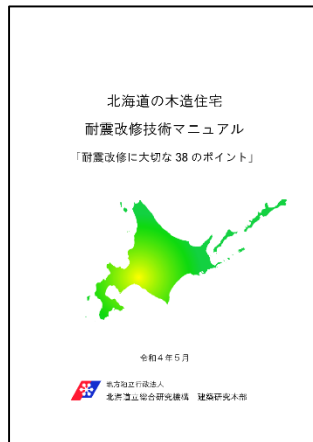 北海道の木造住宅
耐震改修技術マニュアル
「耐震改修に大切な 38 のポイント」
令和４年５月
地方独立行政法人
北海道立総合研究機構　建築研究本部